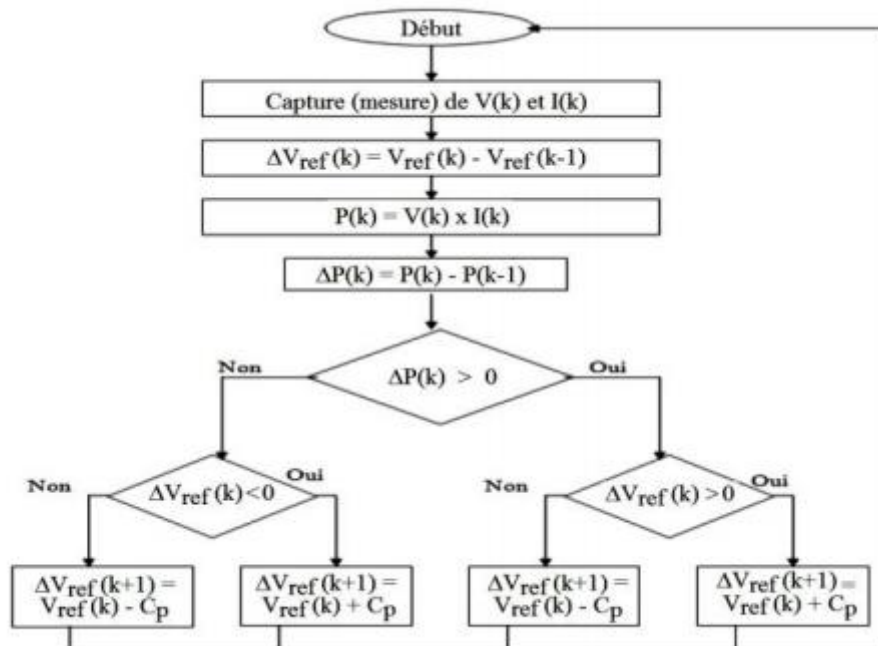 Début
Capture (mesure) de V(k) et I(k)
ΔVref (k) = Vref (k) - Vref (k-1)
P(k) = V(k) x I(k)
ΔP(k) = P(k) - P(k-1)
Non
ΔP(k) > 0
Oui
Non
ΔVref (k)<0
Oui
Non
ΔVref (k) >0
Oui
ΔVref (k+1) =
Vref (k) - Cp
ΔVref (k+1) =
Vref (k) + Cp
ΔVref (k+1) =
Vref (k) - Cp
ΔVref (k+1) =
Vref (k) + Cp